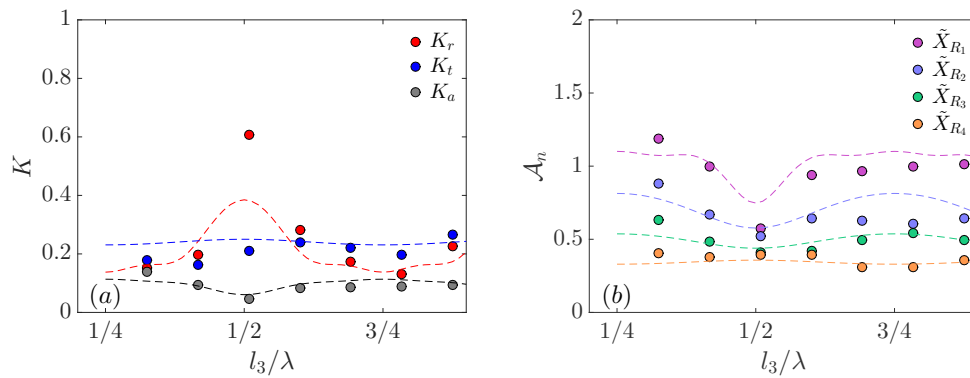 1
0.8
0.6
0.4
0.2
0
K
K_r
K_t
K_a
(a)
1/4
1/2
3/4
l_3/λ
2
1.5
1
0.5
0
𝒜_n
X̃_{R_1}
X̃_{R_2}
X̃_{R_3}
X̃_{R_4}
(b)
1/4
1/2
3/4
l_3/λ